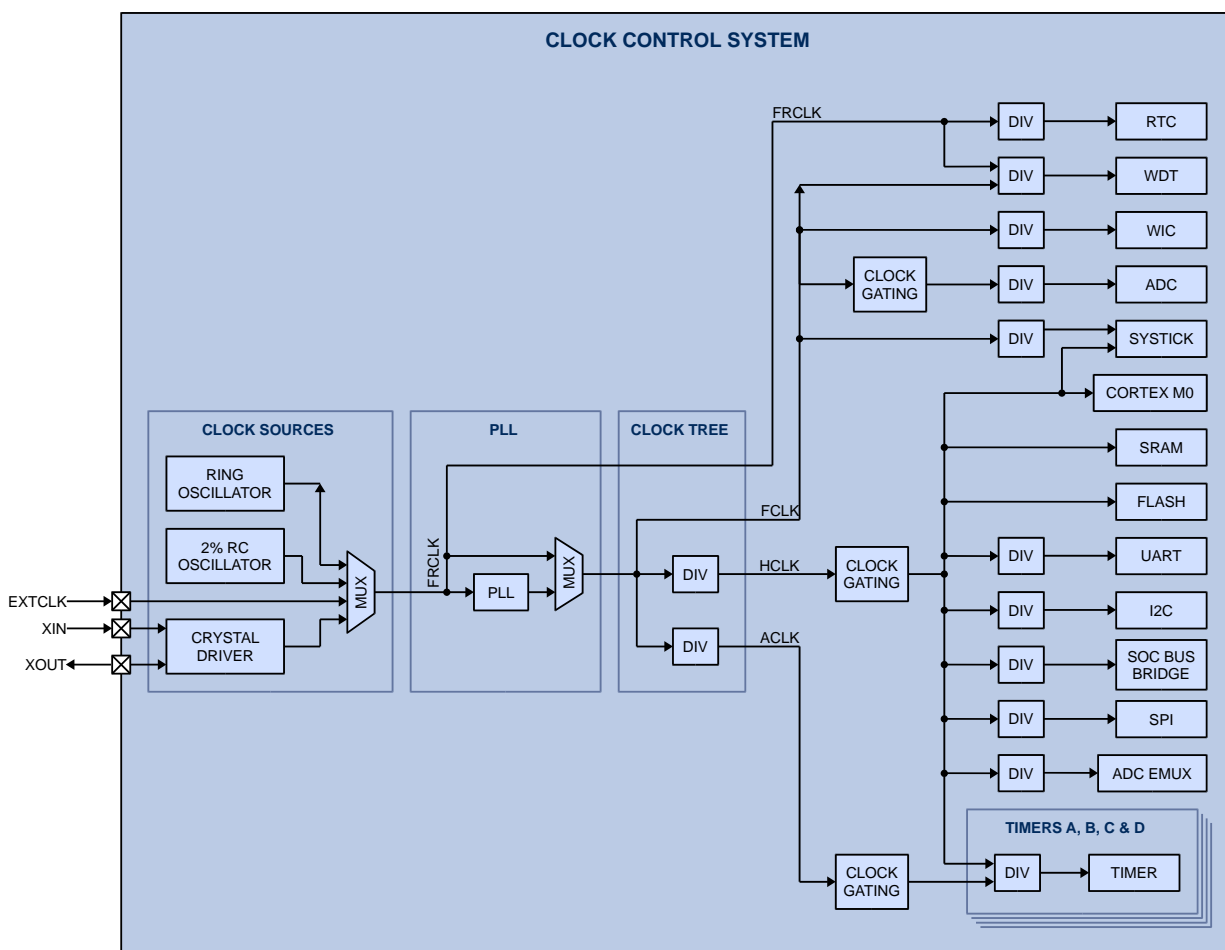 CLOCK CONTROL SYSTEM
FRCLK
DIV
RTC
DIV
WDT
DIV
WIC
CLOCK
GATING
DIV
ADC
DIV
SYSTICK
CORTEX M0
SRAM
FLASH
CLOCK SOURCES
RING
OSCILLATOR
2% RC
OSCILLATOR
CRYSTAL
DRIVER
MUX
EXTCLK
XIN
XOUT
PLL
FRCLK
PLL
MUX
CLOCK TREE
DIV
DIV
FCLK
HCLK
ACLK
CLOCK
GATING
DIV
UART
DIV
I2C
DIV
SOC BUS
BRIDGE
DIV
SPI
DIV
ADC EMUX
TIMERS A, B, C & D
CLOCK
GATING
DIV
TIMER